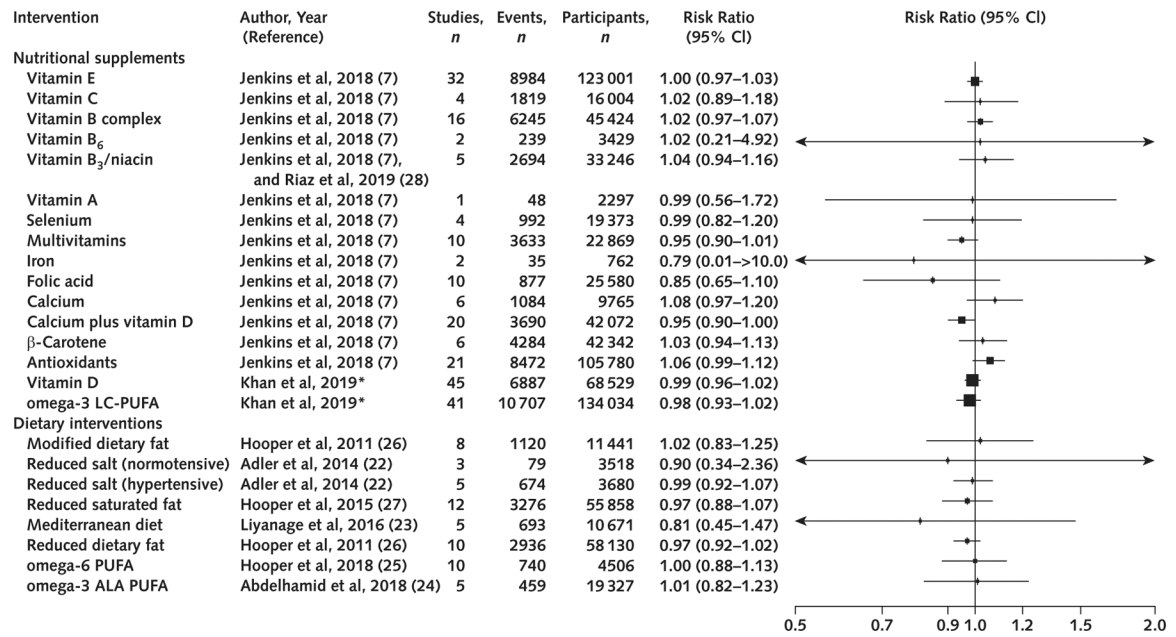 Intervention Author, Year Studies, Events, Participants, Risk Ratio Risk Ratio (95% CI)
(Reference) n n n (95% CI)
Nutritional supplements
Vitamin E Jenkins et al, 2018 (7) 32 8984 123 001 1.00 (0.97–1.03)
Vitamin C Jenkins et al, 2018 (7) 4 1819 16 004 1.02 (0.89–1.18)
Vitamin B complex Jenkins et al, 2018 (7) 16 6245 45 424 1.02 (0.97–1.07)
Vitamin B6 Jenkins et al, 2018 (7) 2 239 3429 1.02 (0.21–4.92)
Vitamin B3/niacin Jenkins et al, 2018 (7), 5 2694 33 246 1.04 (0.94–1.16)
and Riaz et al, 2019 (28)
Vitamin A Jenkins et al, 2018 (7) 1 48 2297 0.99 (0.56–1.72)
Selenium Jenkins et al, 2018 (7) 4 992 19 373 0.99 (0.82–1.20)
Multivitamins Jenkins et al, 2018 (7) 10 3633 22 869 0.95 (0.90–1.01)
Iron Jenkins et al, 2018 (7) 2 35 762 0.79 (0.01–>10.0)
Folic acid Jenkins et al, 2018 (7) 10 877 25 580 0.85 (0.65–1.10)
Calcium Jenkins et al, 2018 (7) 6 1084 9765 1.08 (0.97–1.20)
Calcium plus vitamin D Jenkins et al, 2018 (7) 20 3690 42 072 0.95 (0.90–1.00)
β-Carotene Jenkins et al, 2018 (7) 6 4284 42 342 1.03 (0.94–1.13)
Antioxidants Jenkins et al, 2018 (7) 21 8472 105 780 1.06 (0.99–1.12)
Vitamin D Khan et al, 2019* 45 6887 68 529 0.99 (0.96–1.02)
omega-3 LC-PUFA Khan et al, 2019* 41 10 707 134 034 0.98 (0.93–1.02)
Dietary interventions
Modified dietary fat Hooper et al, 2011 (26) 8 1120 11 441 1.02 (0.83–1.25)
Reduced salt (normotensive) Adler et al, 2014 (22) 3 79 3518 0.90 (0.34–2.36)
Reduced salt (hypertensive) Adler et al, 2014 (22) 5 674 3680 0.99 (0.92–1.07)
Reduced saturated fat Hooper et al, 2015 (27) 12 3276 55 858 0.97 (0.88–1.07)
Mediterranean diet Liyanage et al, 2016 (23) 5 693 10 671 0.81 (0.45–1.47)
Reduced dietary fat Hooper et al, 2011 (26) 10 2936 58 130 0.97 (0.92–1.02)
omega-6 PUFA Hooper et al, 2018 (25) 10 740 4506 1.00 (0.88–1.13)
omega-3 ALA PUFA Abdelhamid et al, 2018 (24) 5 459 19 327 1.01 (0.82–1.23)
0.5 0.7 0.9 1.0 1.2 1.5 2.0